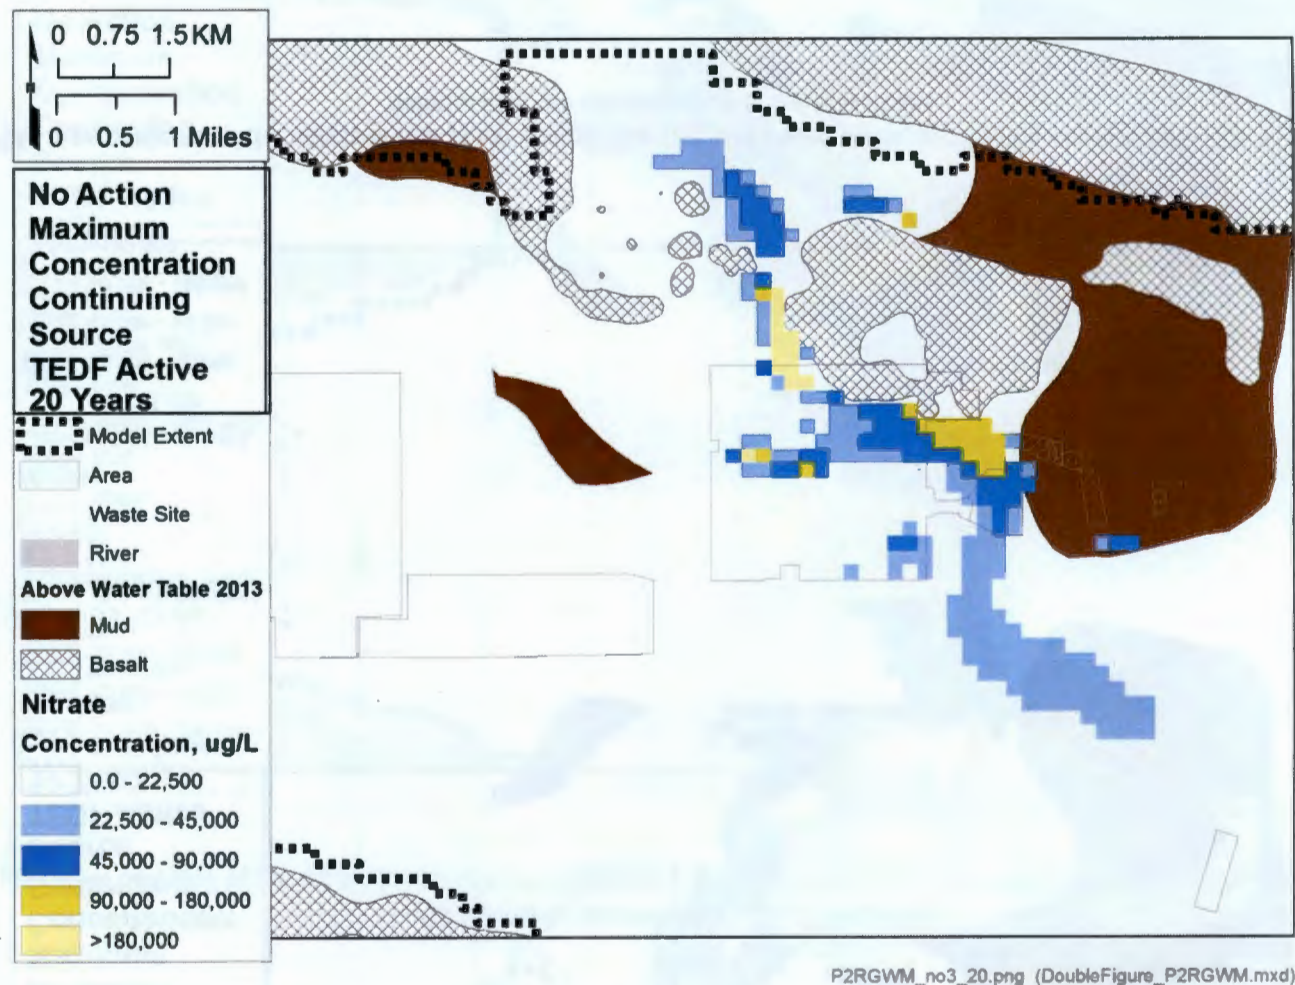 0 0.75 1.5 KM
0 0.5 1 Miles
No Action
Maximum
Concentration
Continuing
Source
TEDF Active
20 Years
Model Extent
Area
Waste Site
River
Above Water Table 2013
Mud
Basalt
Nitrate
Concentration, ug/L
0.0 - 22,500
22,500 - 45,000
45,000 - 90,000
90,000 - 180,000
>180,000
P2RGWM_no3_20.png (DoubleFigure_P2RGWM.mxd)